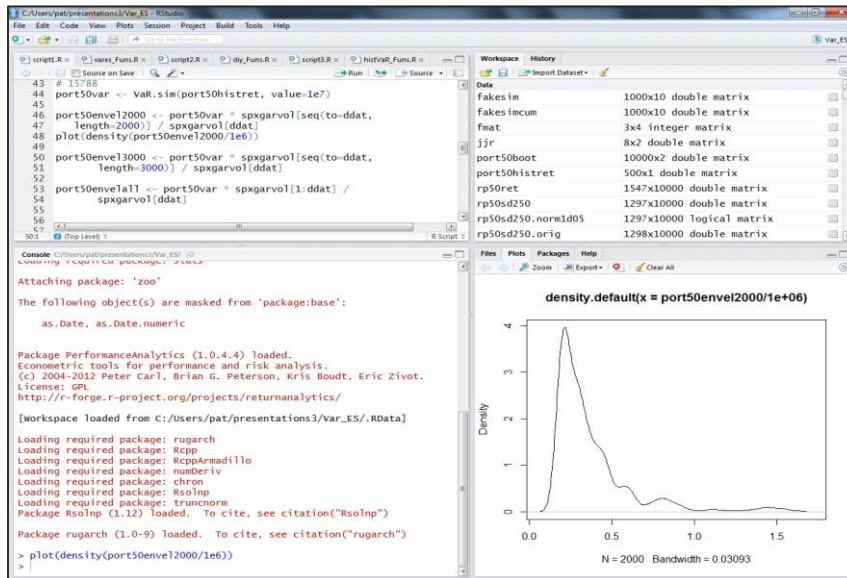 C:/Users/pat/presentations3/Var_ES - RStudio
File Edit Code View Plots Session Project Build Tools Help
Go to file/function
Var_ES
script1.R × vares_Funs.R × script2.R × diy_Funs.R × script3.R × histVaR_Funs.R ×
Source on Save Run Source
43 # 15788
44 port50var <- VaR.sim(port50histret, value=1e7)
45
46 port50envel2000 <- port50var * spxgarvol[seq(to=ddat,
47 length=2000)] / spxgarvol[ddat]
48 plot(density(port50envel2000/1e6))
49
50 port50envel3000 <- port50var * spxgarvol[seq(to=ddat,
51 length=3000)] / spxgarvol[ddat]
52
53 port50envelall <- port50var * spxgarvol[1:ddat] /
54 spxgarvol[ddat]
55
56
57
50:1 (Top Level) R Script
Console C:/Users/pat/presentations3/Var_ES/
Loading required package: stats
Attaching package: ‘zoo’
The following object(s) are masked from ‘package:base’:
as.Date, as.Date.numeric
Package PerformanceAnalytics (1.0.4.4) loaded.
Econometric tools for performance and risk analysis.
(c) 2004-2012 Peter Carl, Brian G. Peterson, Kris Boudt, Eric Zivot.
License: GPL
http://r-forge.r-project.org/projects/returnanalytics/
[Workspace loaded from C:/Users/pat/presentations3/Var_ES/.RData]
Loading required package: rugarch
Loading required package: Rcpp
Loading required package: RcppArmadillo
Loading required package: numDeriv
Loading required package: chron
Loading required package: Rsolnp
Loading required package: truncnorm
Package Rsolnp (1.12) loaded. To cite, see citation("Rsolnp")
Package rugarch (1.0-9) loaded. To cite, see citation("rugarch")
> plot(density(port50envel2000/1e6))
>
Workspace History
Import Dataset
Data
fakesim 1000x10 double matrix
fakesimcum 1000x10 double matrix
fmat 3x4 integer matrix
jjr 8x2 double matrix
port50boot 10000x2 double matrix
port50histret 500x1 double matrix
rp50ret 1547x10000 double matrix
rp50sd250 1297x10000 double matrix
rp50sd250.norm1d05 1297x10000 logical matrix
rp50sd250.orig 1298x10000 double matrix
Files Plots Packages Help
Zoom Export Clear All
density.default(x = port50envel2000/1e+06)
Density
4
3
2
1
0
0.0 0.5 1.0 1.5
N = 2000 Bandwidth = 0.03093